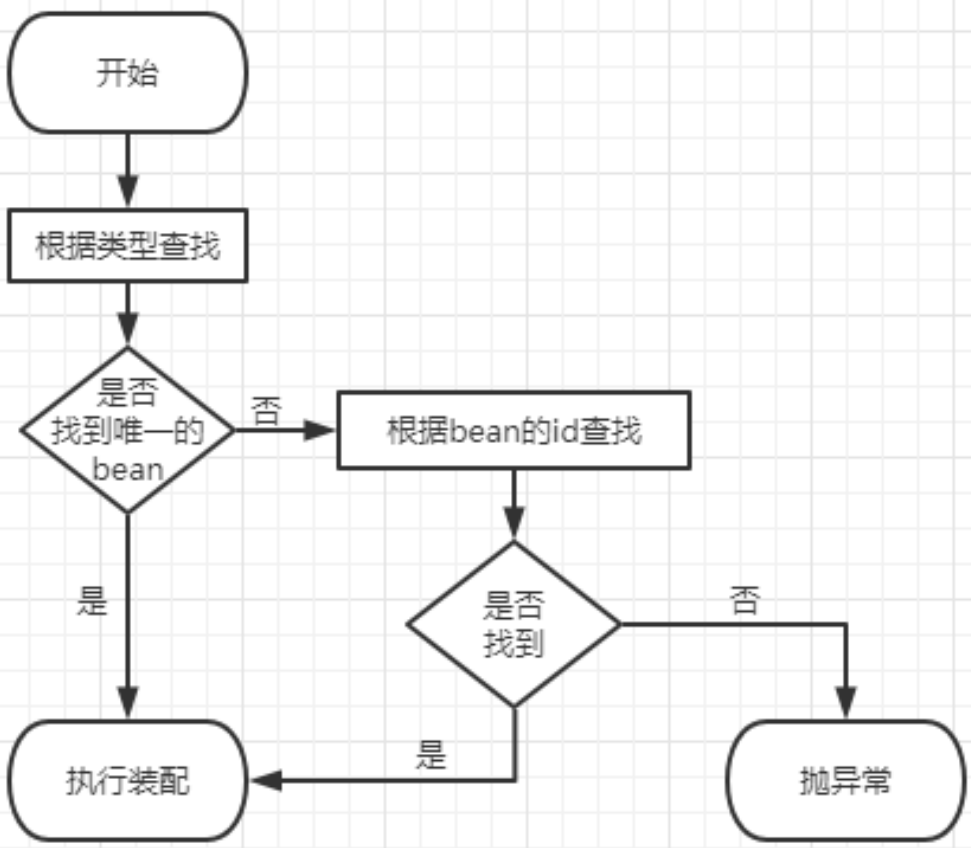 开始
根据类型查找
是否
找到唯一的
bean
否
根据bean的id查找
是
是否
找到
否
是
执行装配
抛异常